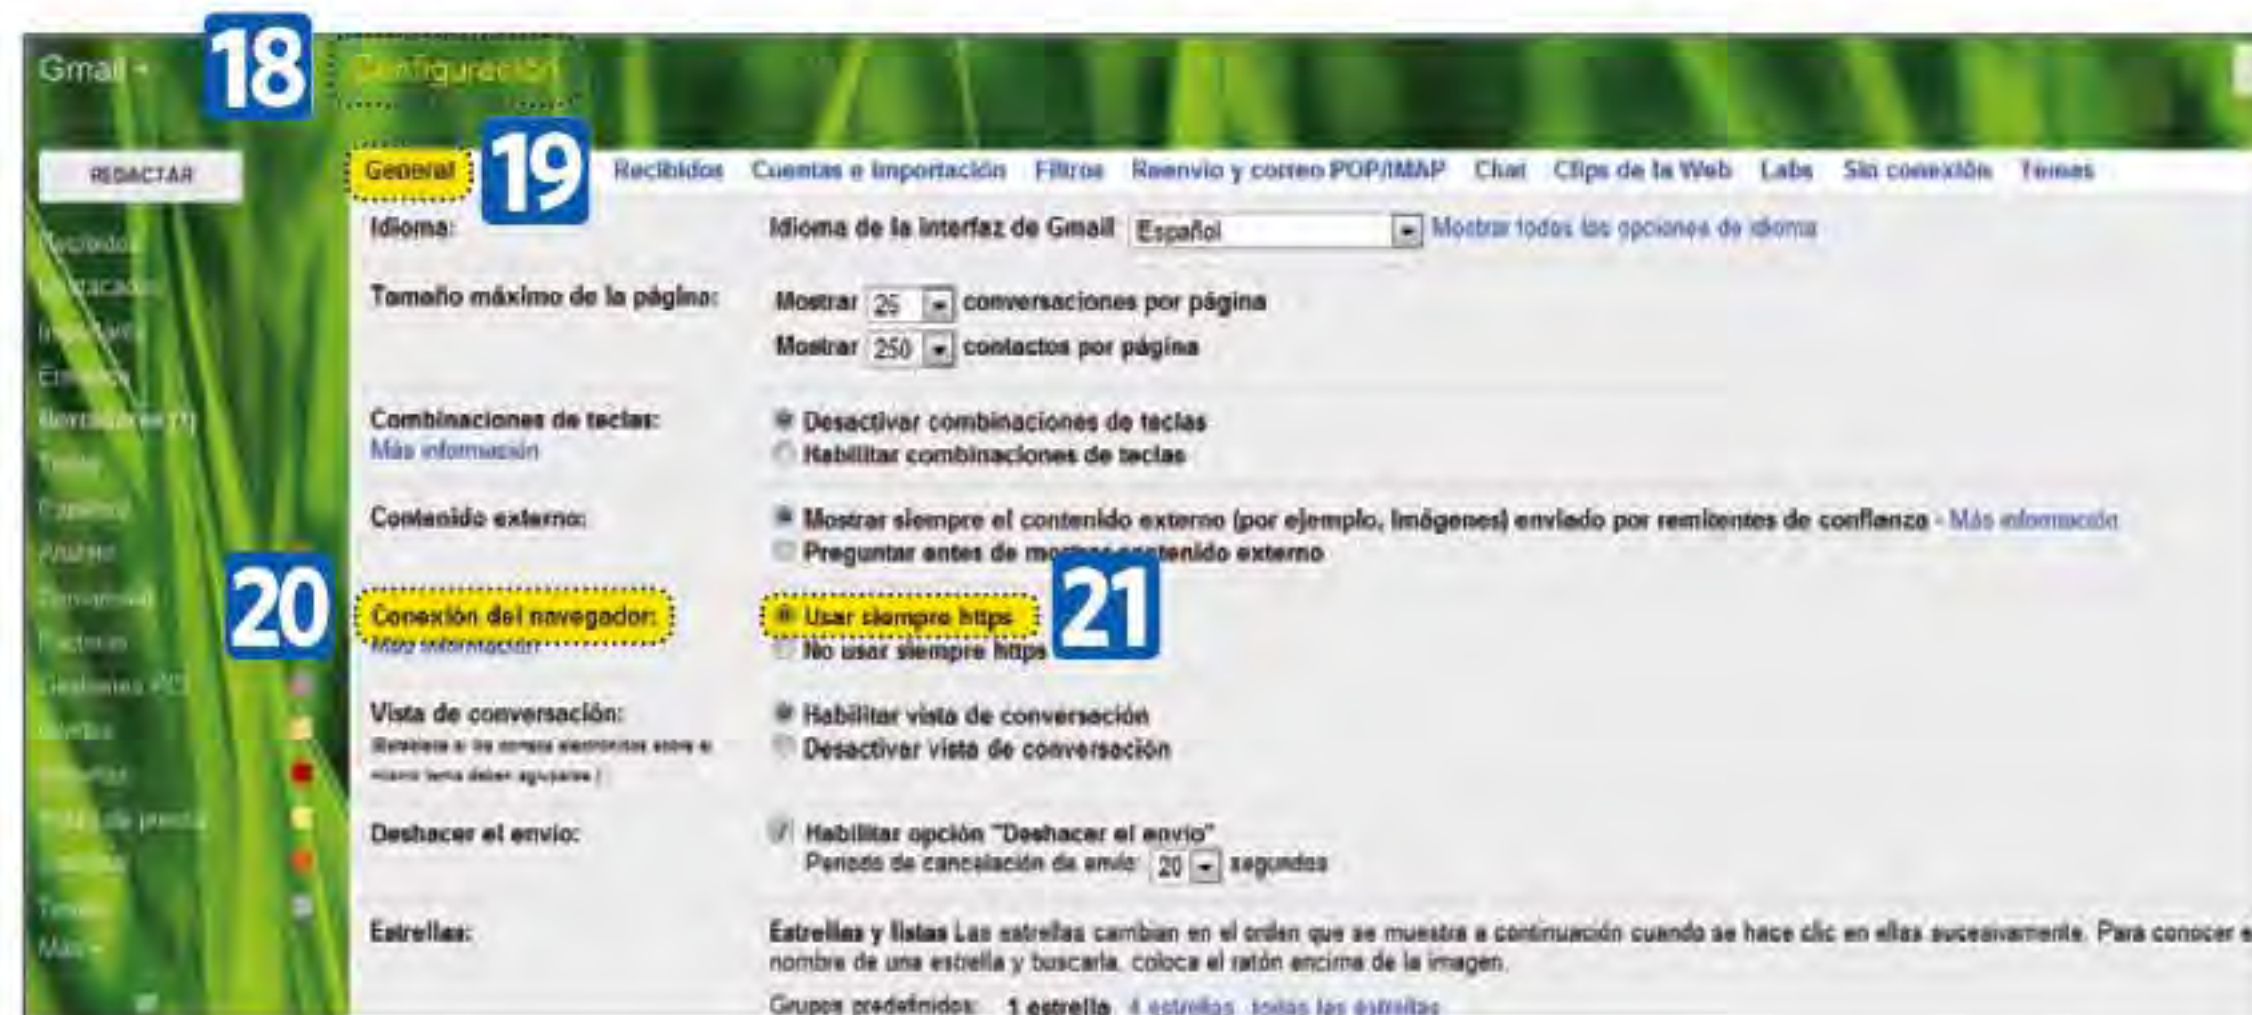 Gmail
18
Configuración
REDACTAR
General
19
Recibidos Cuentas e Importación Filtros Reenvío y correo POP/IMAP Chat Clips de la Web Labs Sin conexión Temas
Idioma:
Idioma de la interfaz de Gmail Español Mostrar todas las opciones de idioma
Tamaño máximo de la página:
Mostrar 25 conversaciones por página
Mostrar 250 contactos por página
Combinaciones de teclas:
Más información
Desactivar combinaciones de teclas
Habilitar combinaciones de teclas
Contenido externo:
Mostrar siempre el contenido externo (por ejemplo, imágenes) enviado por remitentes de confianza - Más información
Preguntar antes de mostrar contenido externo
20
Conexión del navegador:
Más información
Usar siempre https
21
No usar siempre https
Vista de conversación:
Habilitar vista de conversación
Desactivar vista de conversación
Deshacer el envío:
Habilitar opción "Deshacer el envío"
Periodo de cancelación de envío: 20 segundos
Estrellas:
Estrellas y listas Las estrellas cambian en el orden que se muestra a continuación cuando se hace clic en ellas sucesivamente. Para conocer e
nombre de una estrella y buscarla, coloca el ratón encima de la imagen.
Grupos predefinidos: 1 estrella 4 estrellas todas las estrellas
Recibidos
Más